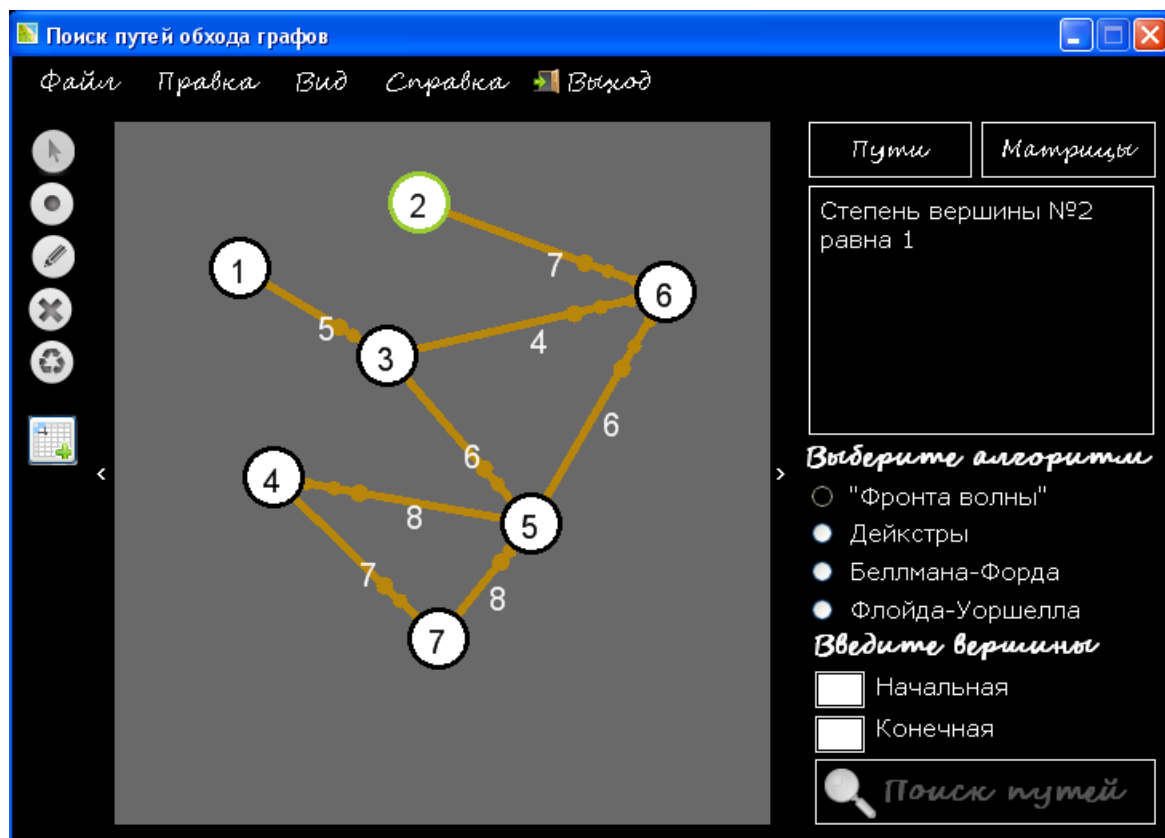 Поиск путей обхода графов
Файл Правка Вид Справка Выход
Пути Матрицы
Степень вершины №2
равна 1
2
1
7
6
5
4
3
6
6
4
8
5
7
8
7
Выберите алгоритм
"Фронта волны"
Дейкстры
Беллмана-Форда
Флойда-Уоршелла
Введите вершины
Начальная
Конечная
Поиск путей